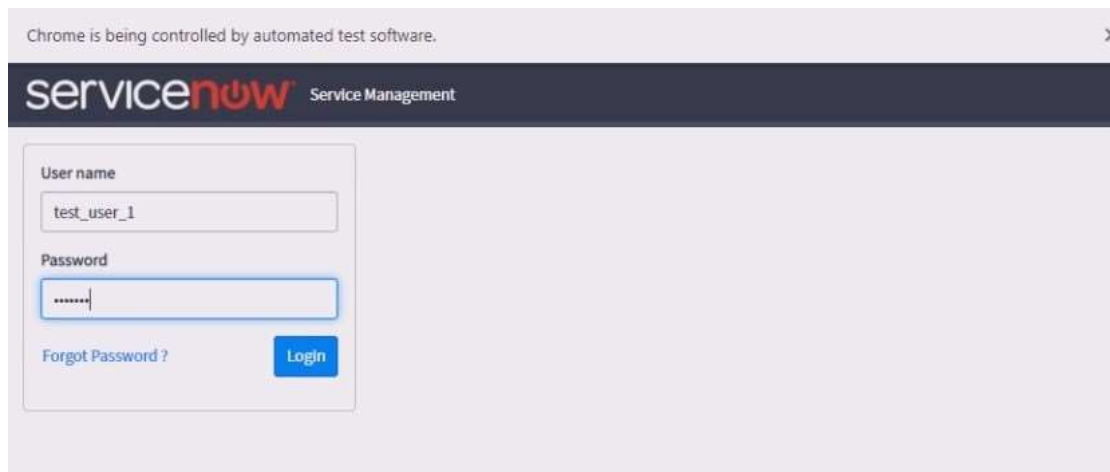 Chrome is being controlled by automated test software.
servicenow Service Management
User name
test_user_1
Password
•••••••
Forgot Password ?
Login